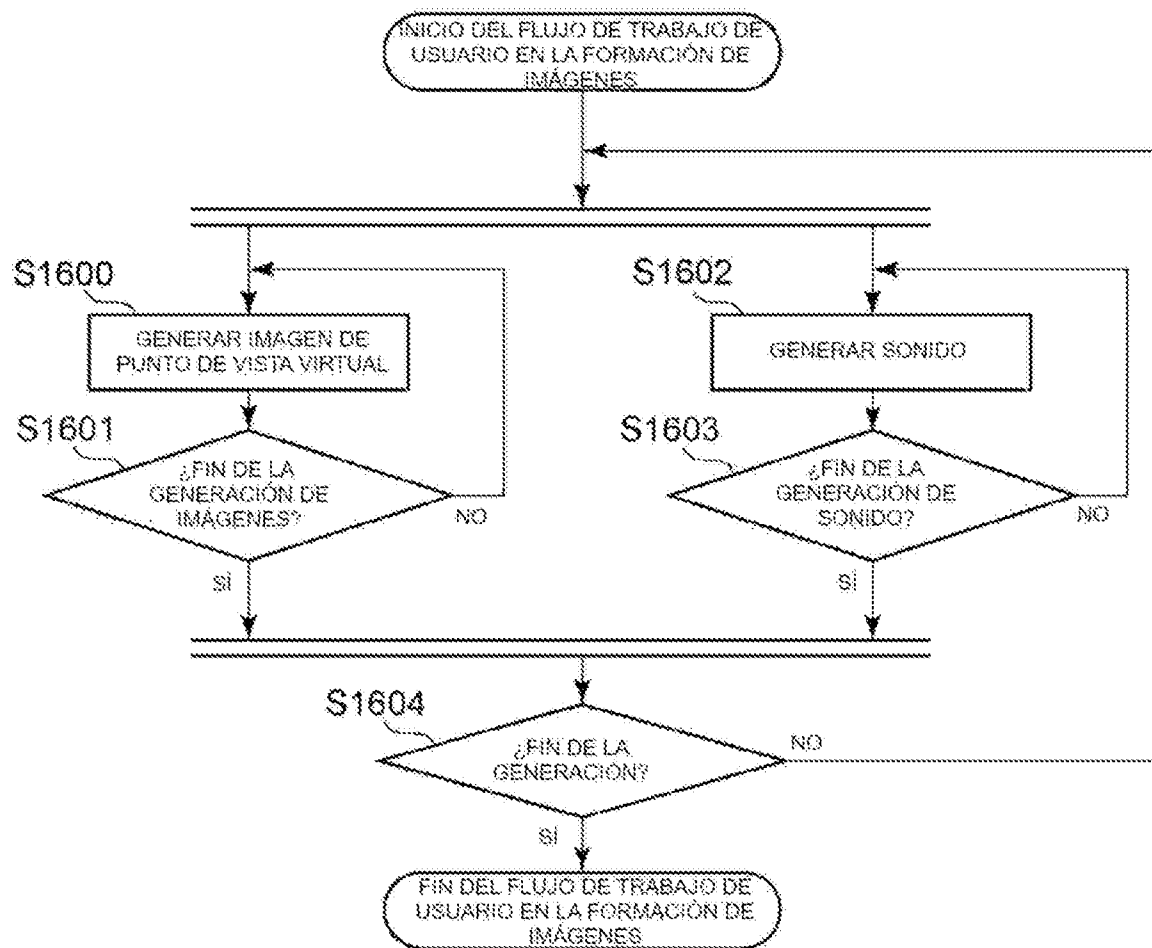 INICIO DEL FLUJO DE TRABAJO DE
USUARIO EN LA FORMACIÓN DE
IMÁGENES
S1600
GENERAR IMAGEN DE
PUNTO DE VISTA VIRTUAL
S1601
¿FIN DE LA
GENERACIÓN DE
IMÁGENES?
NO
SÍ
S1602
GENERAR SONIDO
S1603
¿FIN DE LA
GENERACIÓN DE
SONIDO?
NO
SÍ
S1604
¿FIN DE LA
GENERACIÓN?
NO
SÍ
FIN DEL FLUJO DE TRABAJO DE
USUARIO EN LA FORMACIÓN DE
IMÁGENES